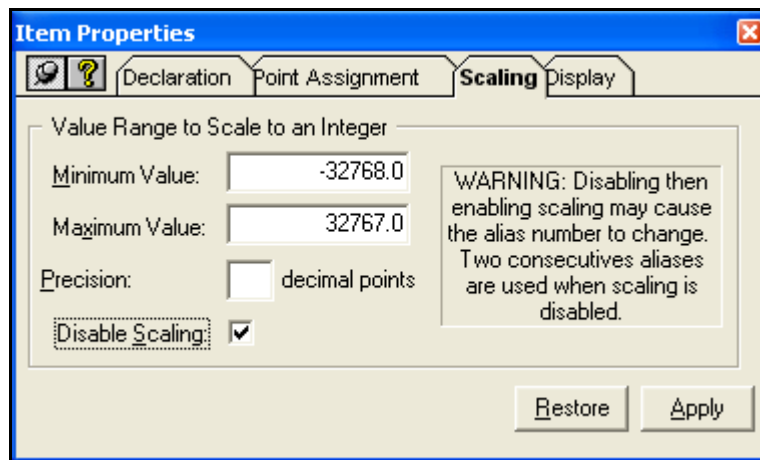 Item Properties
Declaration Point Assignment Scaling Display
Value Range to Scale to an Integer
Minimum Value: -32768.0
Maximum Value: 32767.0
Precision: decimal points
Disable Scaling:
WARNING: Disabling then
enabling scaling may cause
the alias number to change.
Two consecutives aliases
are used when scaling is
disabled.
Restore Apply